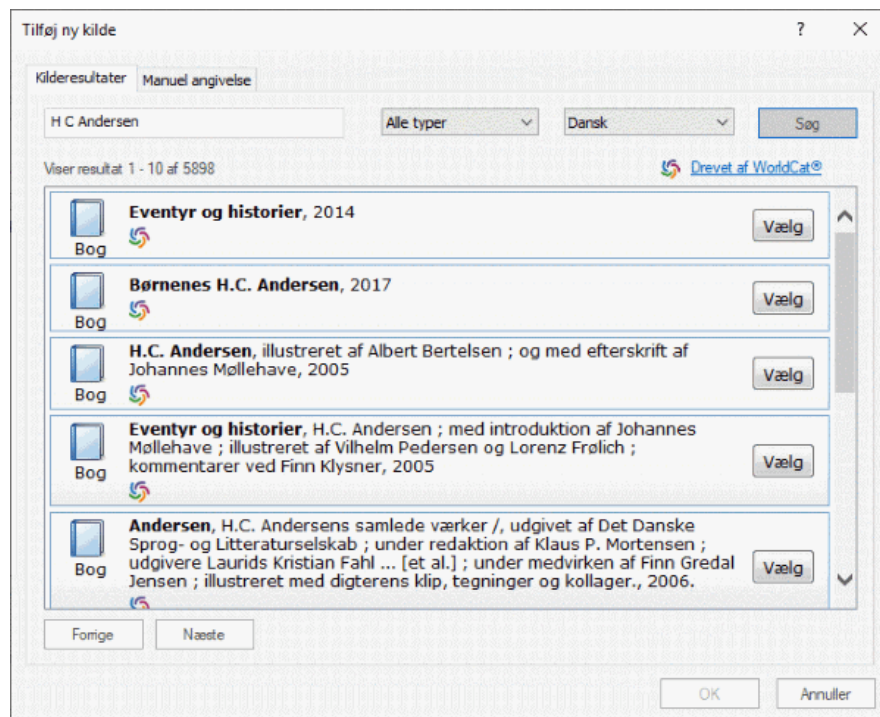 Tilføj ny kilde
Kilderesultater
Manuel angivelse
H C Andersen
Alle typer
Dansk
Søg
Viser resultat 1 - 10 af 5898
Drevet af WorldCat®
Eventyr og historier, 2014
Bog
Vælg
Børnenes H.C. Andersen, 2017
Bog
Vælg
H.C. Andersen, illustreret af Albert Bertelsen ; og med efterskrift af
Johannes Møllehave, 2005
Bog
Vælg
Eventyr og historier, H.C. Andersen ; med introduktion af Johannes
Møllehave ; illustreret af Vilhelm Pedersen og Lorenz Frølich ;
kommentarer ved Finn Klysner, 2005
Bog
Vælg
Andersen, H.C. Andersens samlede værker /, udgivet af Det Danske
Sprog- og Litteraturselskab ; under redaktion af Klaus P. Mortensen ;
udgivere Laurids Kristian Fahl ... [et al.] ; under medvirken af Finn Gredal
Jensen ; illustreret med digterens klip, tegninger og kollager., 2006.
Bog
Vælg
Forrige
Næste
OK
Annuller